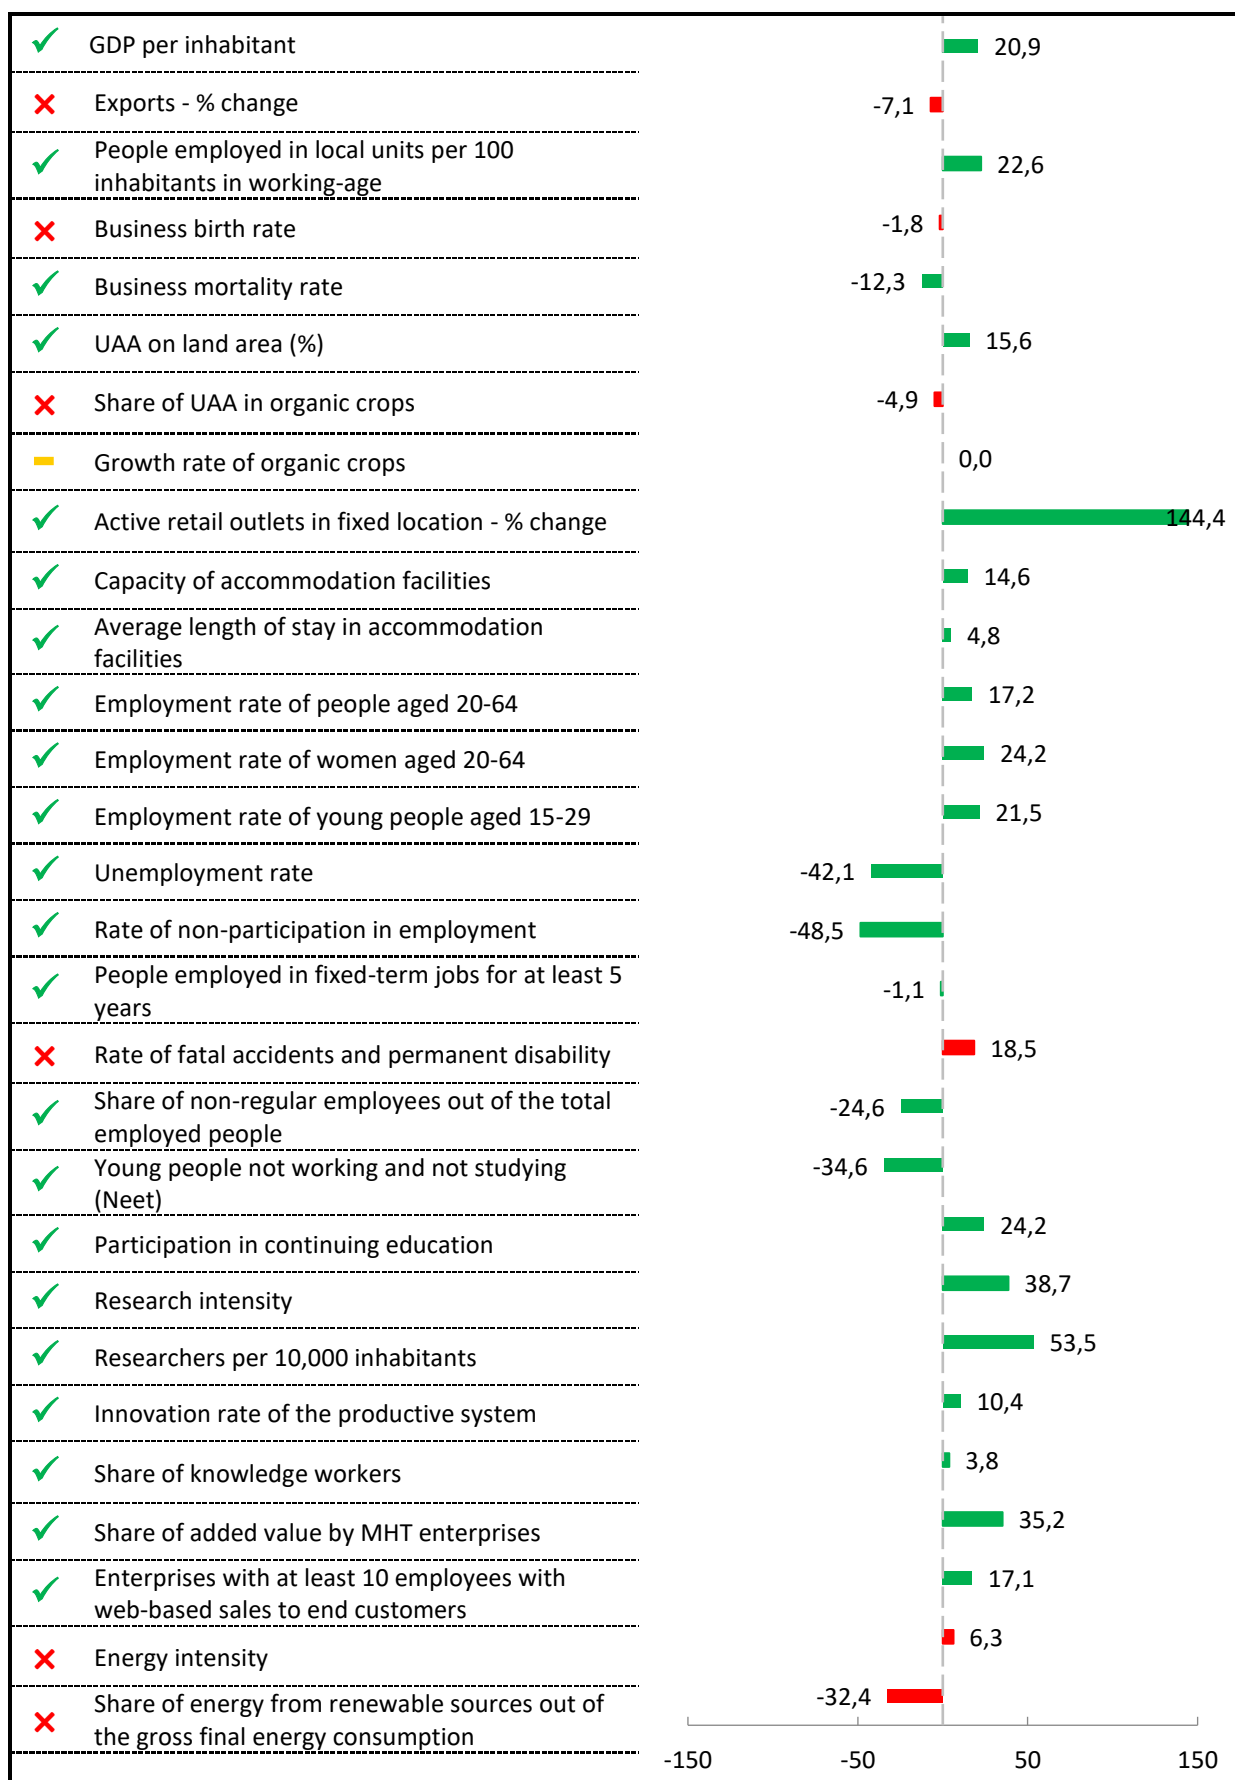 GDP per inhabitant
20,9
Exports - % change
-7,1
People employed in local units per 100
inhabitants in working-age
22,6
Business birth rate
-1,8
Business mortality rate
-12,3
UAA on land area (%)
15,6
Share of UAA in organic crops
-4,9
Growth rate of organic crops
0,0
Active retail outlets in fixed location - % change
144,4
Capacity of accommodation facilities
14,6
Average length of stay in accommodation
facilities
4,8
Employment rate of people aged 20-64
17,2
Employment rate of women aged 20-64
24,2
Employment rate of young people aged 15-29
21,5
Unemployment rate
-42,1
Rate of non-participation in employment
-48,5
People employed in fixed-term jobs for at least 5
years
-1,1
Rate of fatal accidents and permanent disability
18,5
Share of non-regular employees out of the total
employed people
-24,6
Young people not working and not studying
(Neet)
-34,6
Participation in continuing education
24,2
Research intensity
38,7
Researchers per 10,000 inhabitants
53,5
Innovation rate of the productive system
10,4
Share of knowledge workers
3,8
Share of added value by MHT enterprises
35,2
Enterprises with at least 10 employees with
web-based sales to end customers
17,1
Energy intensity
6,3
Share of energy from renewable sources out of
the gross final energy consumption
-32,4
-150 -50 50 150